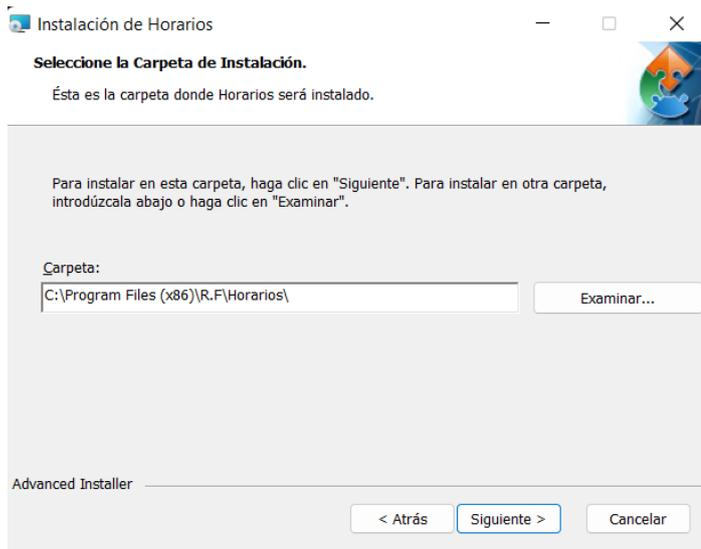 Instalación de Horarios
Seleccione la Carpeta de Instalación.
Ésta es la carpeta donde Horarios será instalado.
Para instalar en esta carpeta, haga clic en "Siguiente". Para instalar en otra carpeta,
introdúzcala abajo o haga clic en "Examinar".
Carpeta:
C:\Program Files (x86)\R.F\Horarios\
Examinar...
Advanced Installer
< Atrás
Siguiente >
Cancelar